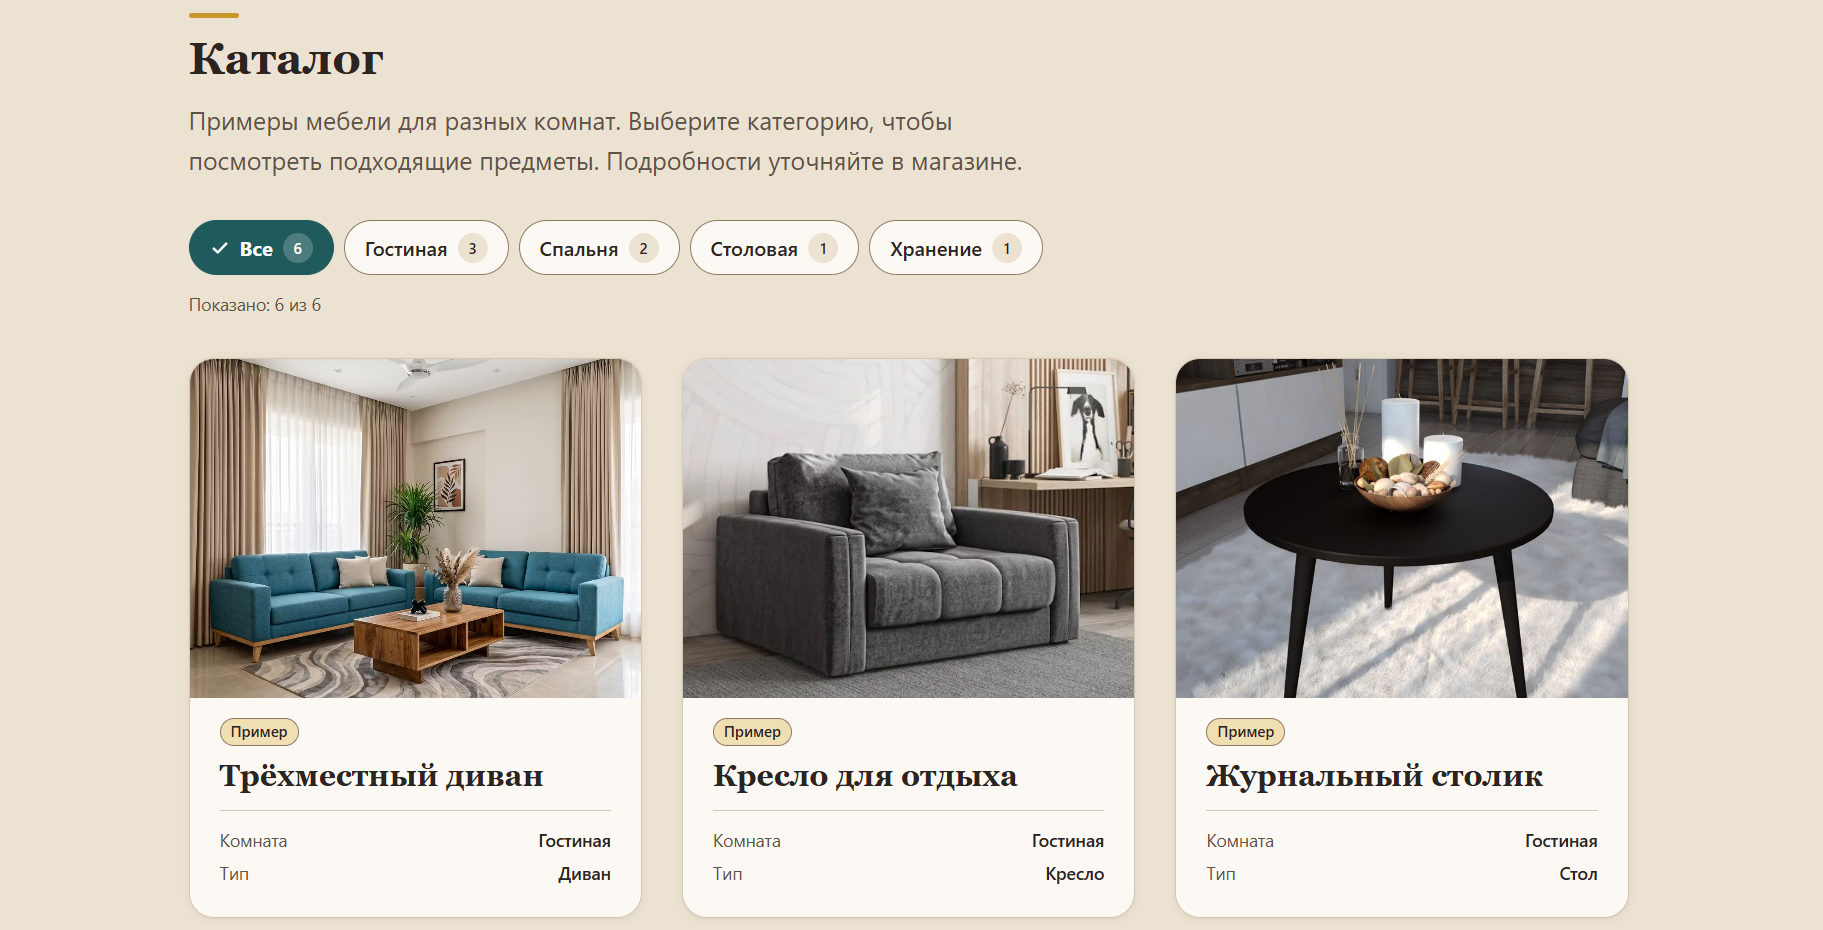 Каталог
Примеры мебели для разных комнат. Выберите категорию, чтобы
посмотреть подходящие предметы. Подробности уточняйте в магазине.
Все 6 Гостиная 3 Спальня 2 Столовая 1 Хранение 1
Показано: 6 из 6
Пример
Трёхместный диван
Комната Гостиная
Тип Диван
Пример
Кресло для отдыха
Комната Гостиная
Тип Кресло
Пример
Журнальный столик
Комната Гостиная
Тип Стол